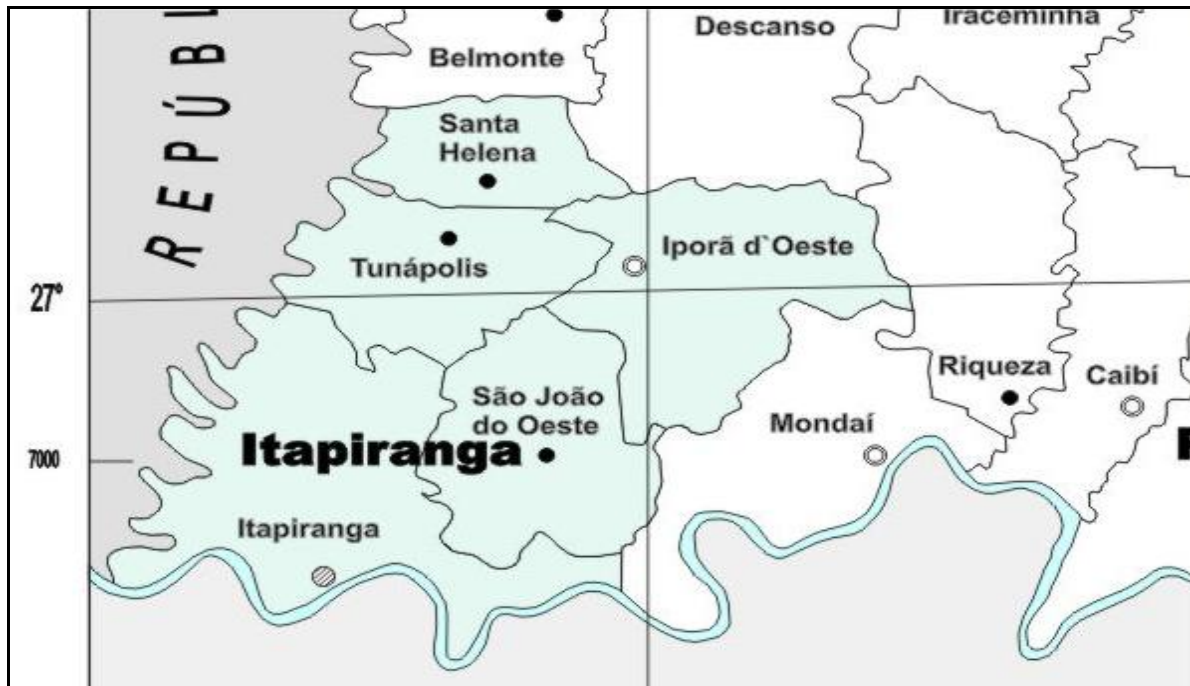 REPÚBL
Iraceminha
Descanso
Belmonte
Santa
Helena
Iporã d`Oeste
Tunápolis
27°
Riqueza
Caibí
São João
do Oeste
Mondaí
Itapiranga
7000
Itapiranga